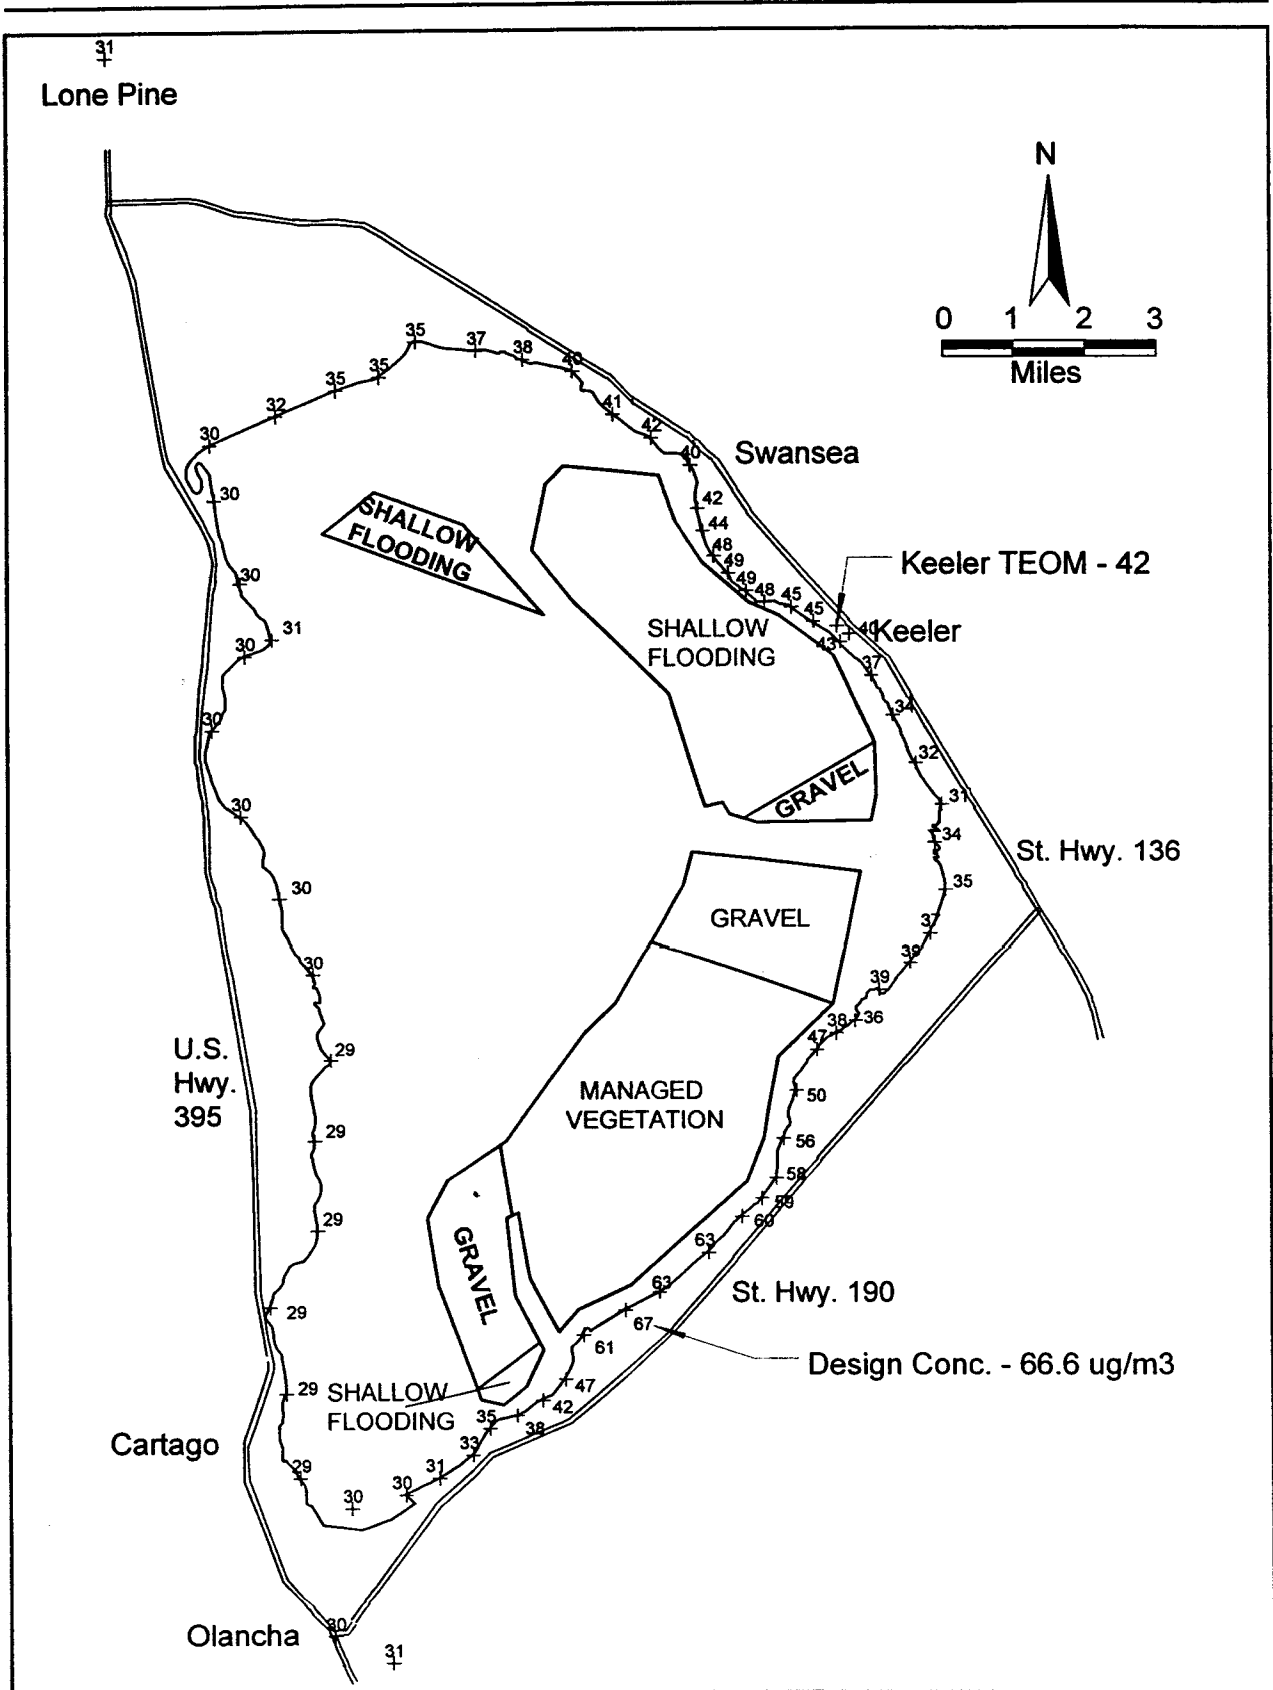 31
Lone Pine
N
0 1 2 3
Miles
35
37
38
40
35
35
32
30
41
42
40
Swansea
30
42
44
48
49
49
48
45
45
43
40
Keeler TEOM - 42
Keeler
SHALLOW
FLOODING
SHALLOW
FLOODING
30
31
30
37
34
30
32
GRAVEL
31
30
34
St. Hwy. 136
35
30
GRAVEL
37
39
30
39
36
38
47
U.S.
Hwy.
395
29
50
MANAGED
VEGETATION
29
56
58
59
60
29
GRAVEL
63
63
St. Hwy. 190
29
67
61
Design Conc. - 66.6 ug/m3
29
SHALLOW
FLOODING
47
42
38
35
Cartago
33
31
29
30
30
Olancha
30
31